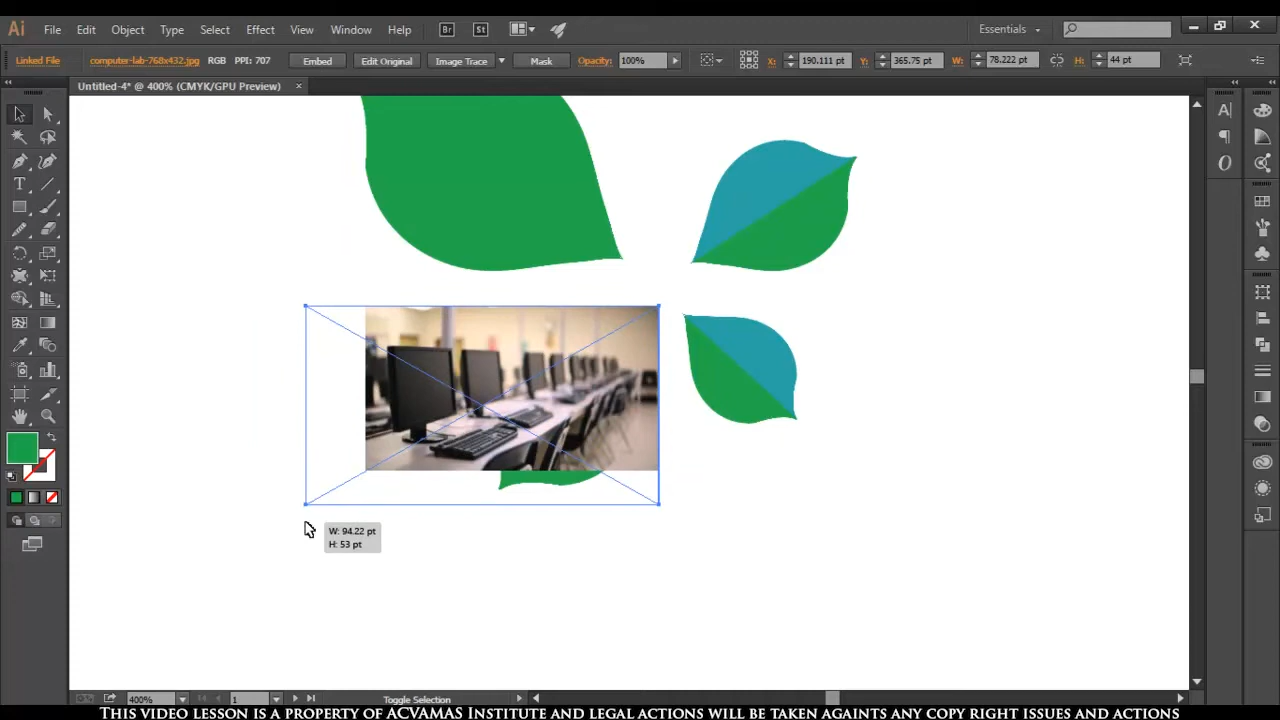 Ai File Edit Object Type Select Effect View Window Help Br St Essentials
Linked File computer-lab-768x432.jpg RGB PPI: 707 Embed Edit Original Image Trace Mask Opacity: 100% X: 190.111 pt Y: 365.75 pt W: 78.222 pt H: 44 pt
Untitled-4* @ 400% (CMYK/GPU Preview) ×
W: 94.22 pt
H: 53 pt
400% 1 Toggle Selection
This video lesson is a property of ACVAMAS Institute and legal actions will be taken againts any copy right issues and actions